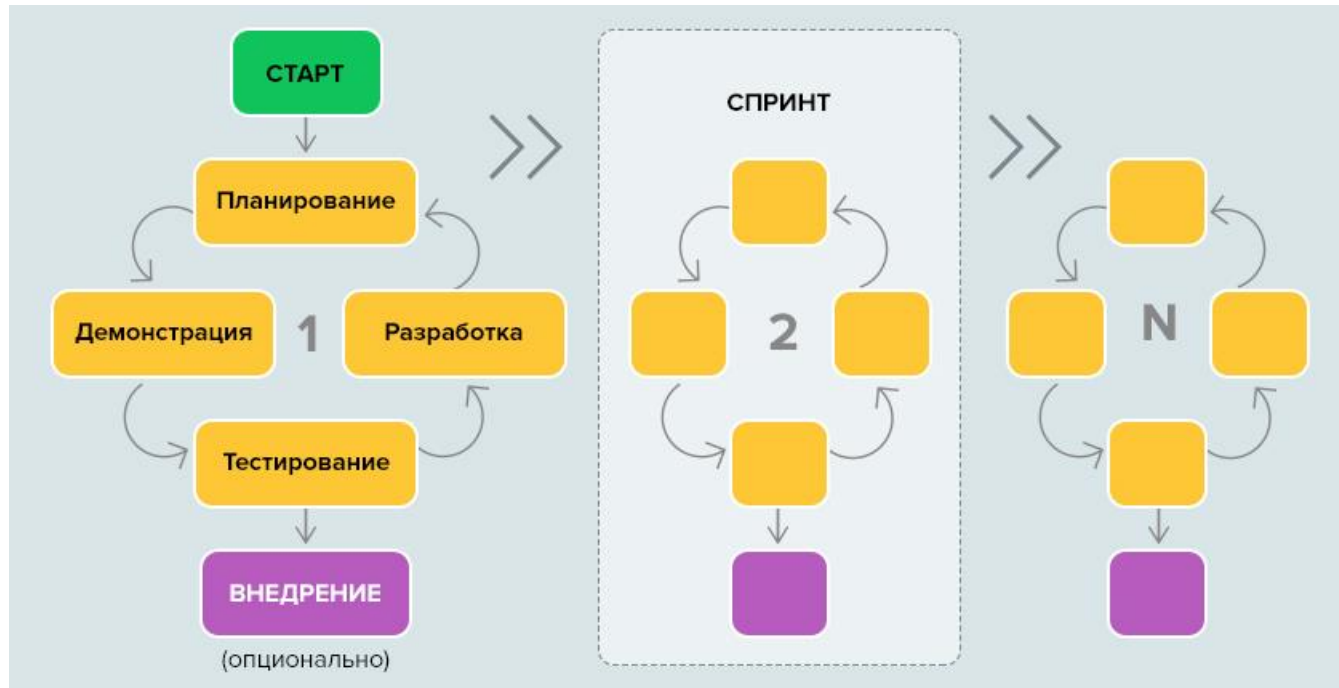 СТАРТ
СПРИНТ
Планирование
Демонстрация
1
Разработка
2
N
Тестирование
ВНЕДРЕНИЕ
(опционально)